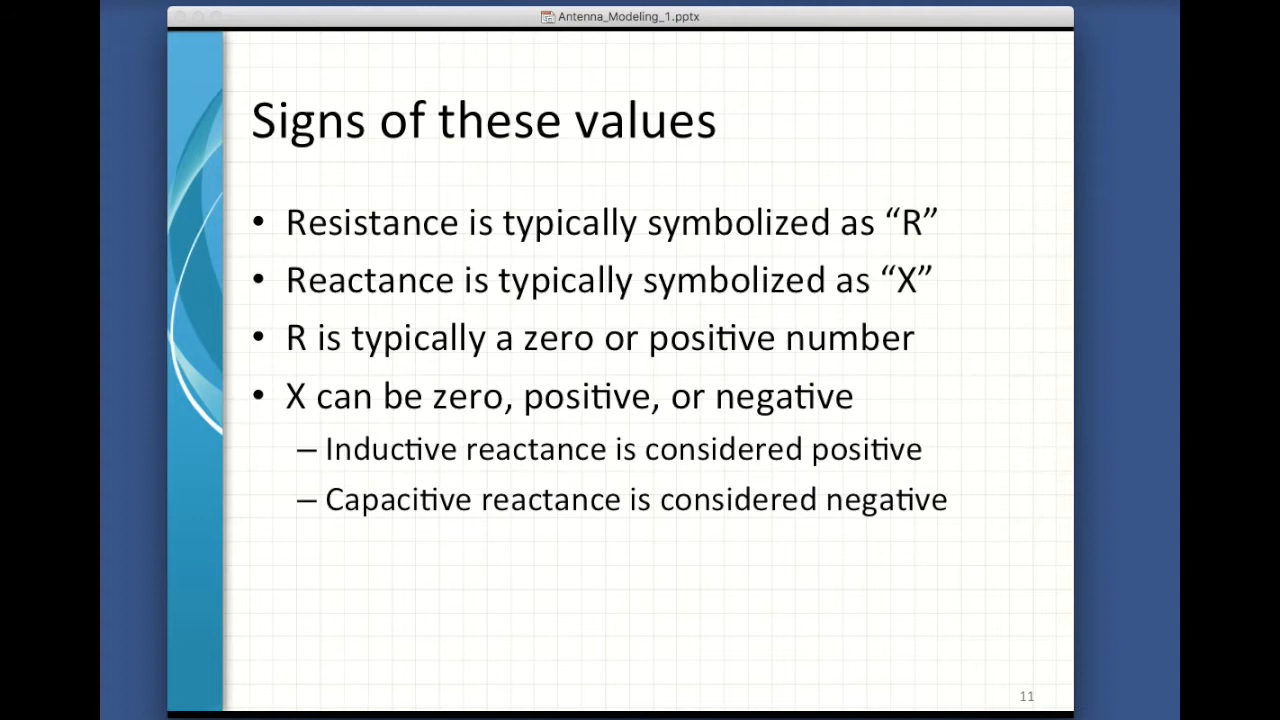 Antenna_Modeling_1.pptx
Signs of these values
• Resistance is typically symbolized as “R”
• Reactance is typically symbolized as “X”
• R is typically a zero or positive number
• X can be zero, positive, or negative
– Inductive reactance is considered positive
– Capacitive reactance is considered negative
11